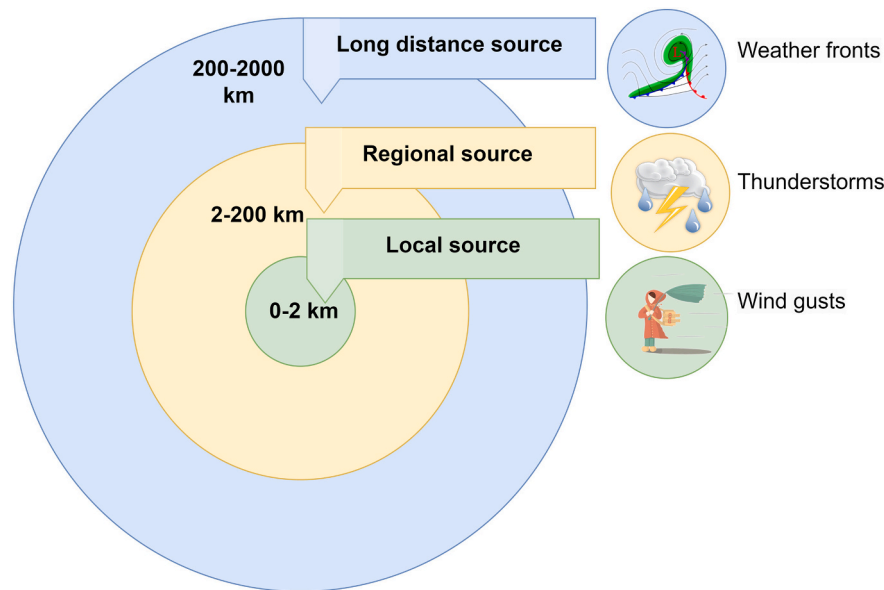 Long distance source
Weather fronts
200-2000
km
Regional source
Thunderstorms
2-200 km
Local source
Wind gusts
0-2 km